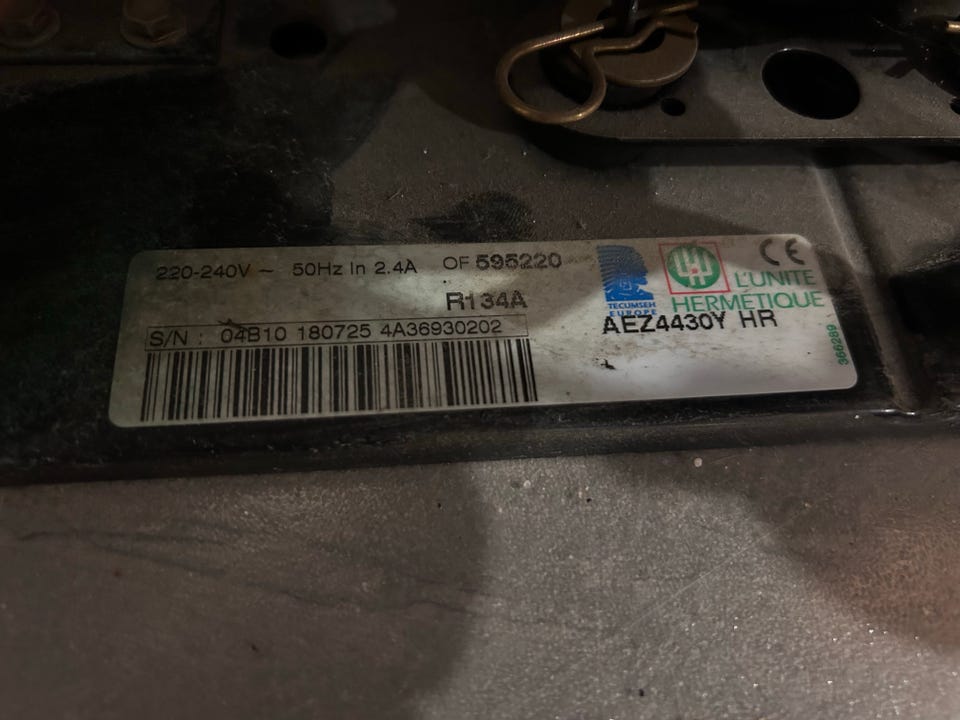 220-240V ~ 50Hz In 2.4A OF 595220
R134A
S/N : 04B10 180725 4A36930202
TECUMSEH
EUROPE
CE
L'UNITE
HERMETIQUE
AEZ4430Y HR
366289